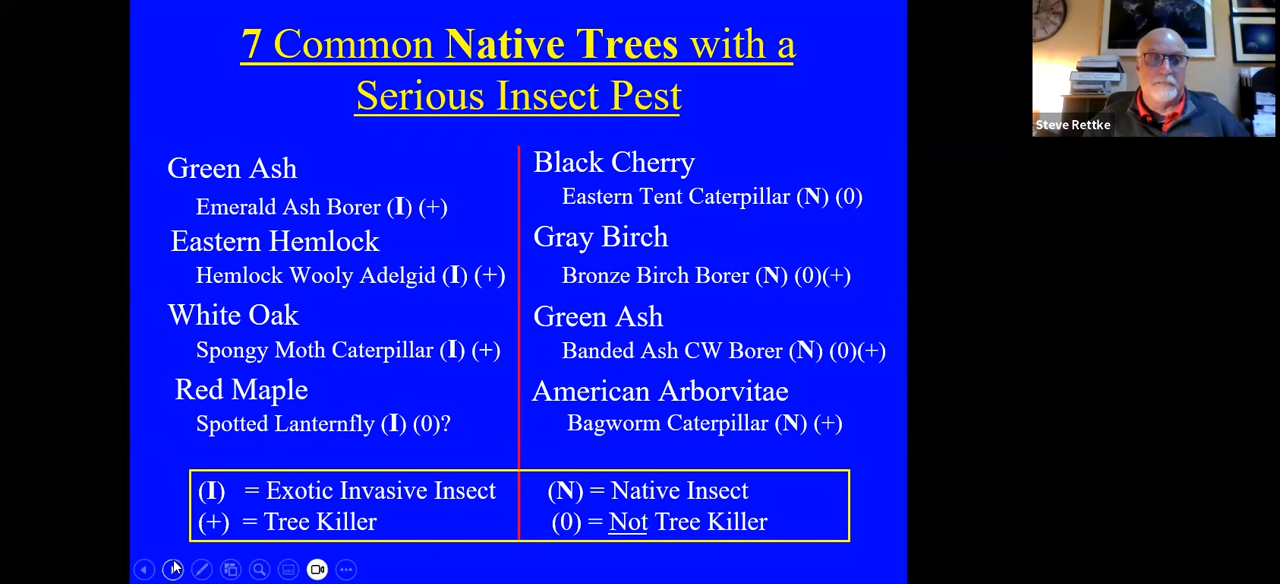 7 Common Native Trees with a
Serious Insect Pest
Green Ash
Emerald Ash Borer (I) (+)
Eastern Hemlock
Hemlock Wooly Adelgid (I) (+)
White Oak
Spongy Moth Caterpillar (I) (+)
Red Maple
Spotted Lanternfly (I) (0)?
Black Cherry
Eastern Tent Caterpillar (N) (0)
Gray Birch
Bronze Birch Borer (N) (0)(+)
Green Ash
Banded Ash CW Borer (N) (0)(+)
American Arborvitae
Bagworm Caterpillar (N) (+)
(I) = Exotic Invasive Insect
(+) = Tree Killer
(N) = Native Insect
(0) = Not Tree Killer
Steve Rettke